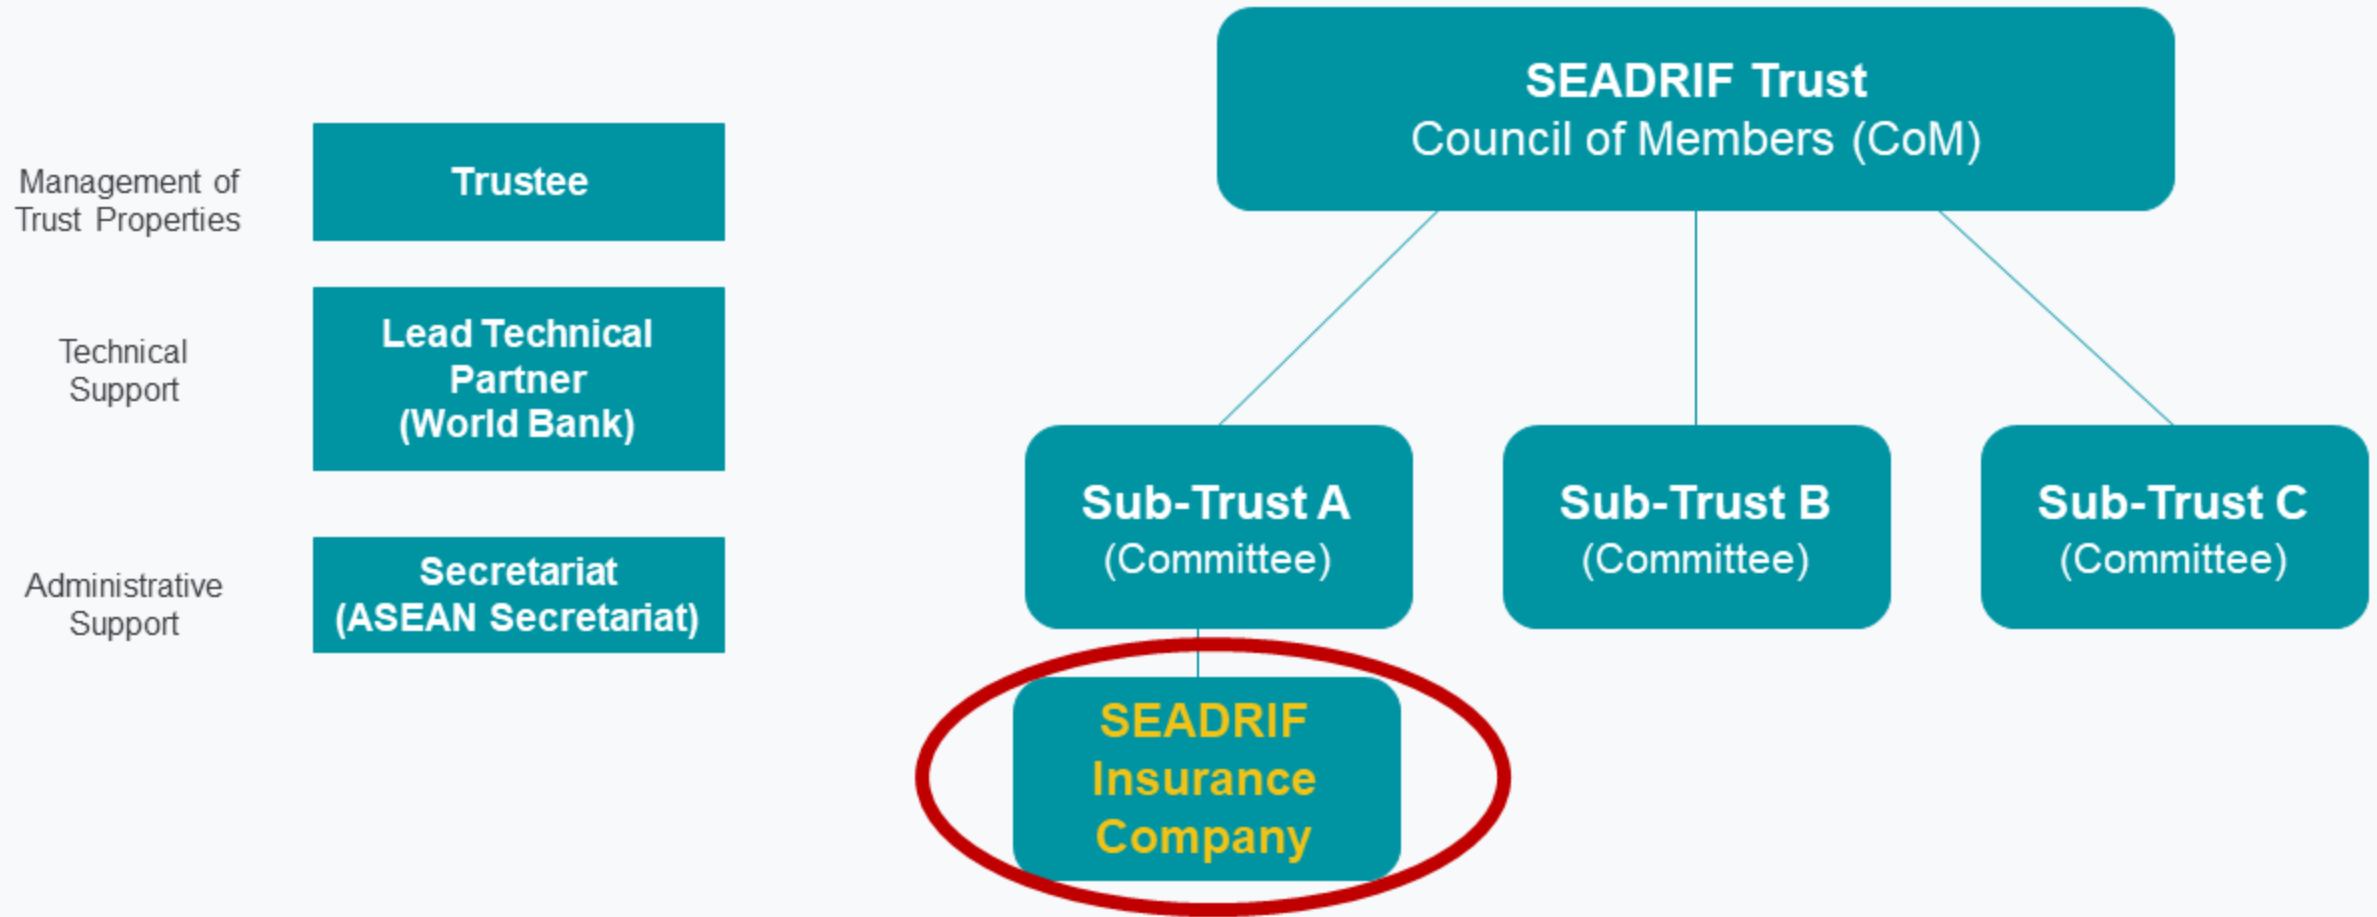 Management of
Trust Properties
Trustee
Technical
Support
Lead Technical
Partner
(World Bank)
Administrative
Support
Secretariat
(ASEAN Secretariat)
SEADRIF Trust
Council of Members (CoM)
Sub-Trust A
(Committee)
Sub-Trust B
(Committee)
Sub-Trust C
(Committee)
SEADRIF
Insurance
Company